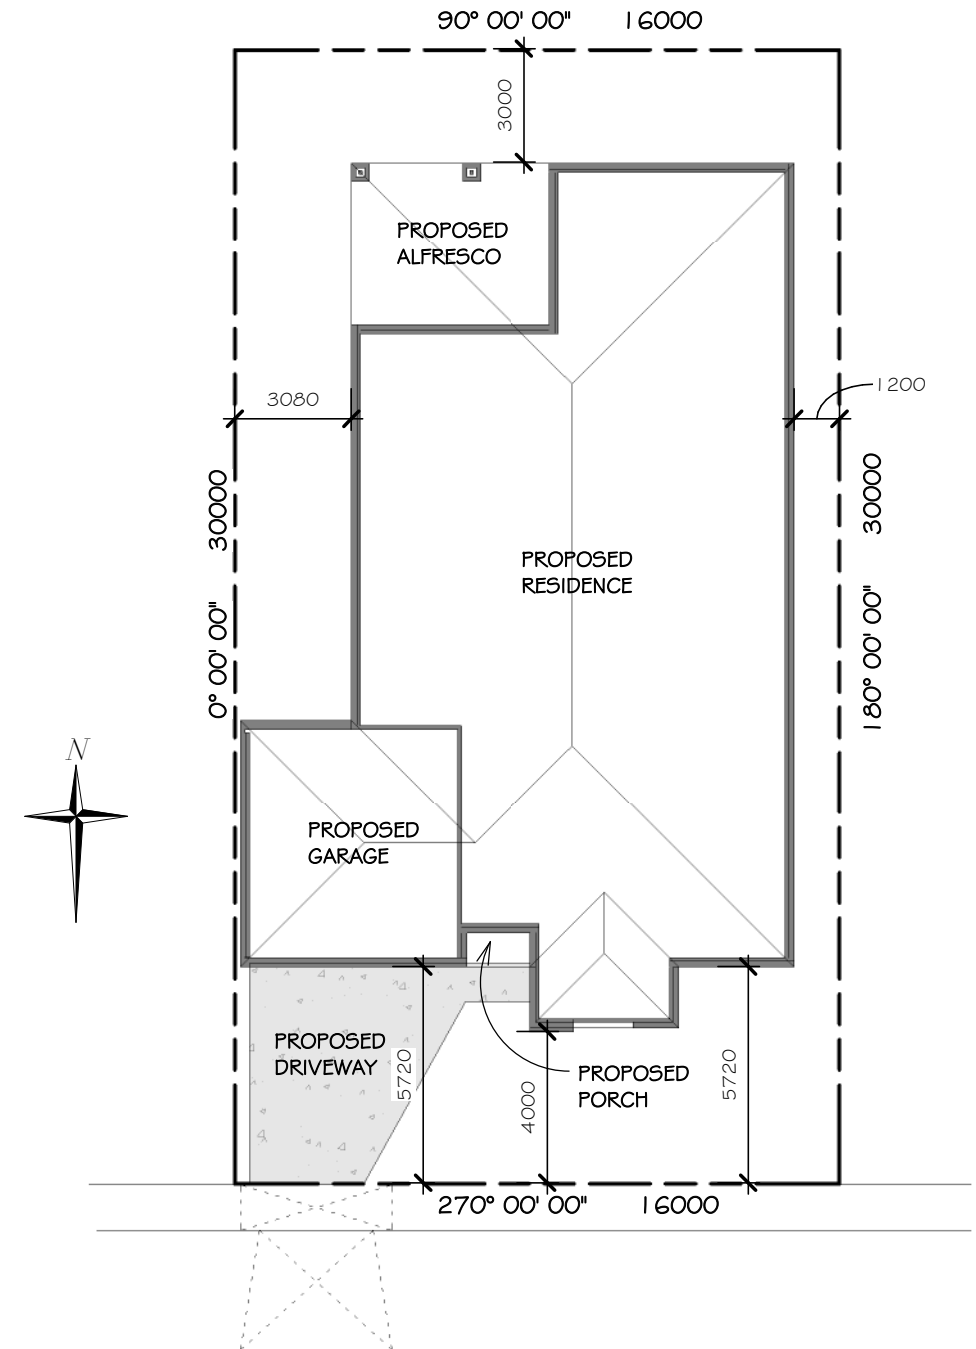 90° 00' 00" 16000
3000
PROPOSED
ALFRESCO
1200
3080
30000
30000
PROPOSED
RESIDENCE
0° 00' 00"
180° 00' 00"
N
PROPOSED
GARAGE
PROPOSED
DRIVEWAY
5720
4000
PROPOSED
PORCH
5720
270° 00' 00" 16000